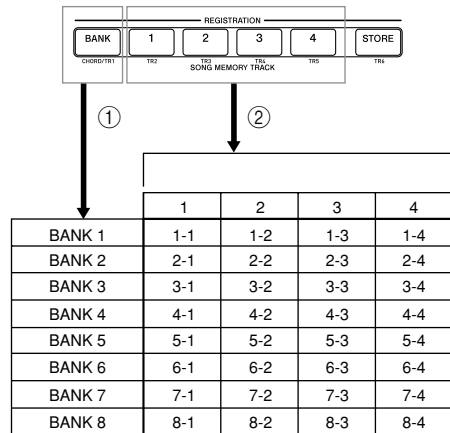 REGISTRATION
BANK 1 2 3 4 STORE
CHORD/TR1 TR2 TR3 TR4 TR5 TR6
SONG MEMORY TRACK
① ②
1 2 3 4
BANK 1 1-1 1-2 1-3 1-4
BANK 2 2-1 2-2 2-3 2-4
BANK 3 3-1 3-2 3-3 3-4
BANK 4 4-1 4-2 4-3 4-4
BANK 5 5-1 5-2 5-3 5-4
BANK 6 6-1 6-2 6-3 6-4
BANK 7 7-1 7-2 7-3 7-4
BANK 8 8-1 8-2 8-3 8-4